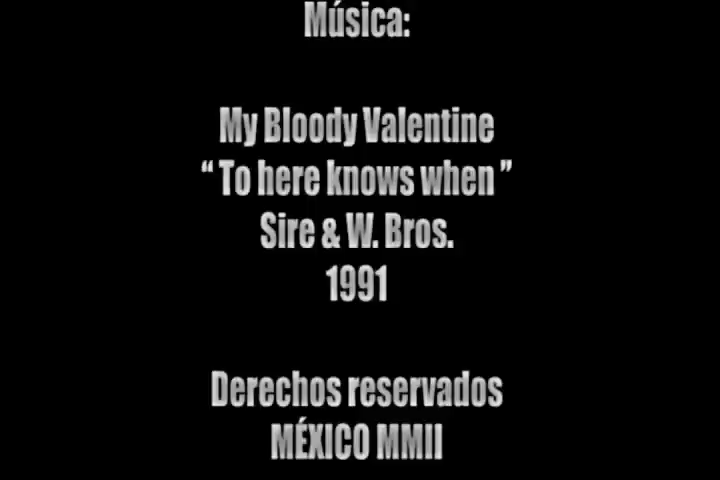 Música:
My Bloody Valentine
“ To here knows when ”
Sire & W. Bros.
1991
Derechos reservados
MÉXICO MMII